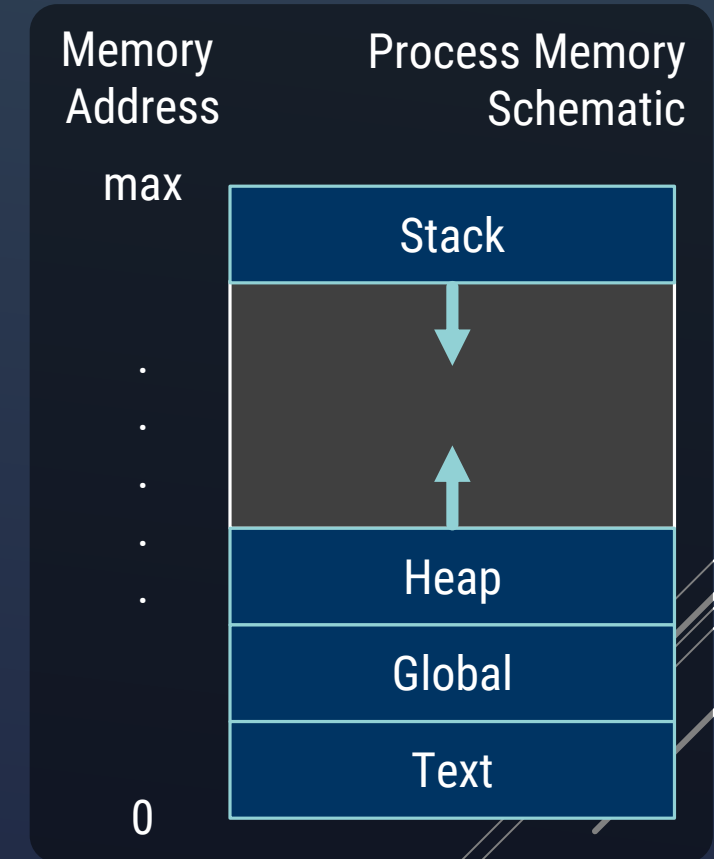 Memory
Address
Process Memory
Schematic
max
Stack
.
.
.
.
.
Heap
Global
Text
0